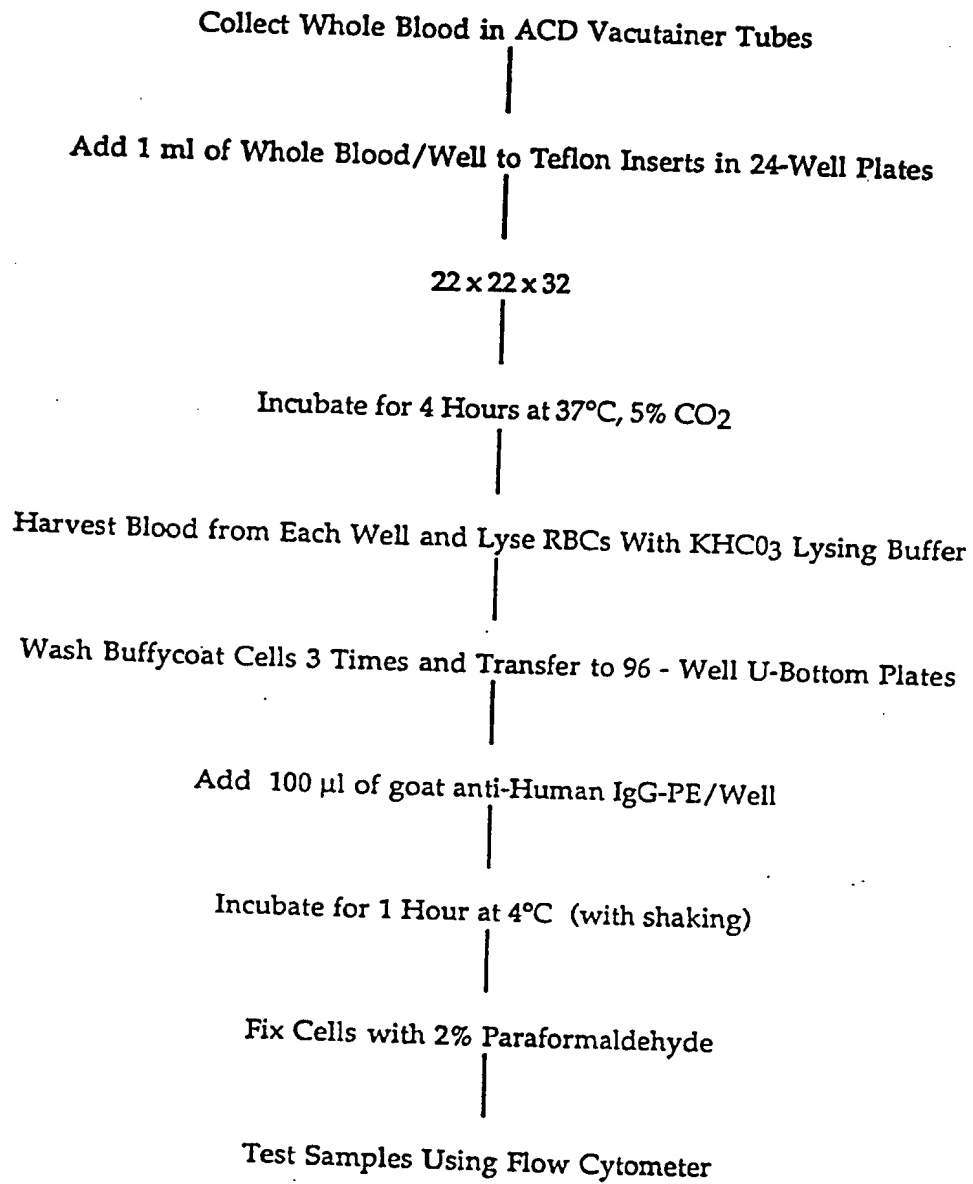 Collect Whole Blood in ACD Vacutainer Tubes
Add 1 ml of Whole Blood/Well to Teflon Inserts in 24-Well Plates
22 x 22 x 32
Incubate for 4 Hours at 37°C, 5% CO2
Harvest Blood from Each Well and Lyse RBCs With KHC03 Lysing Buffer
Wash Buffycoat Cells 3 Times and Transfer to 96 - Well U-Bottom Plates
Add 100 µl of goat anti-Human IgG-PE/Well
Incubate for 1 Hour at 4°C (with shaking)
Fix Cells with 2% Paraformaldehyde
Test Samples Using Flow Cytometer